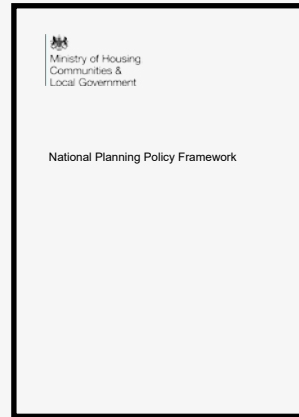 Ministry of Housing
Communities &
Local Government
National Planning Policy Framework